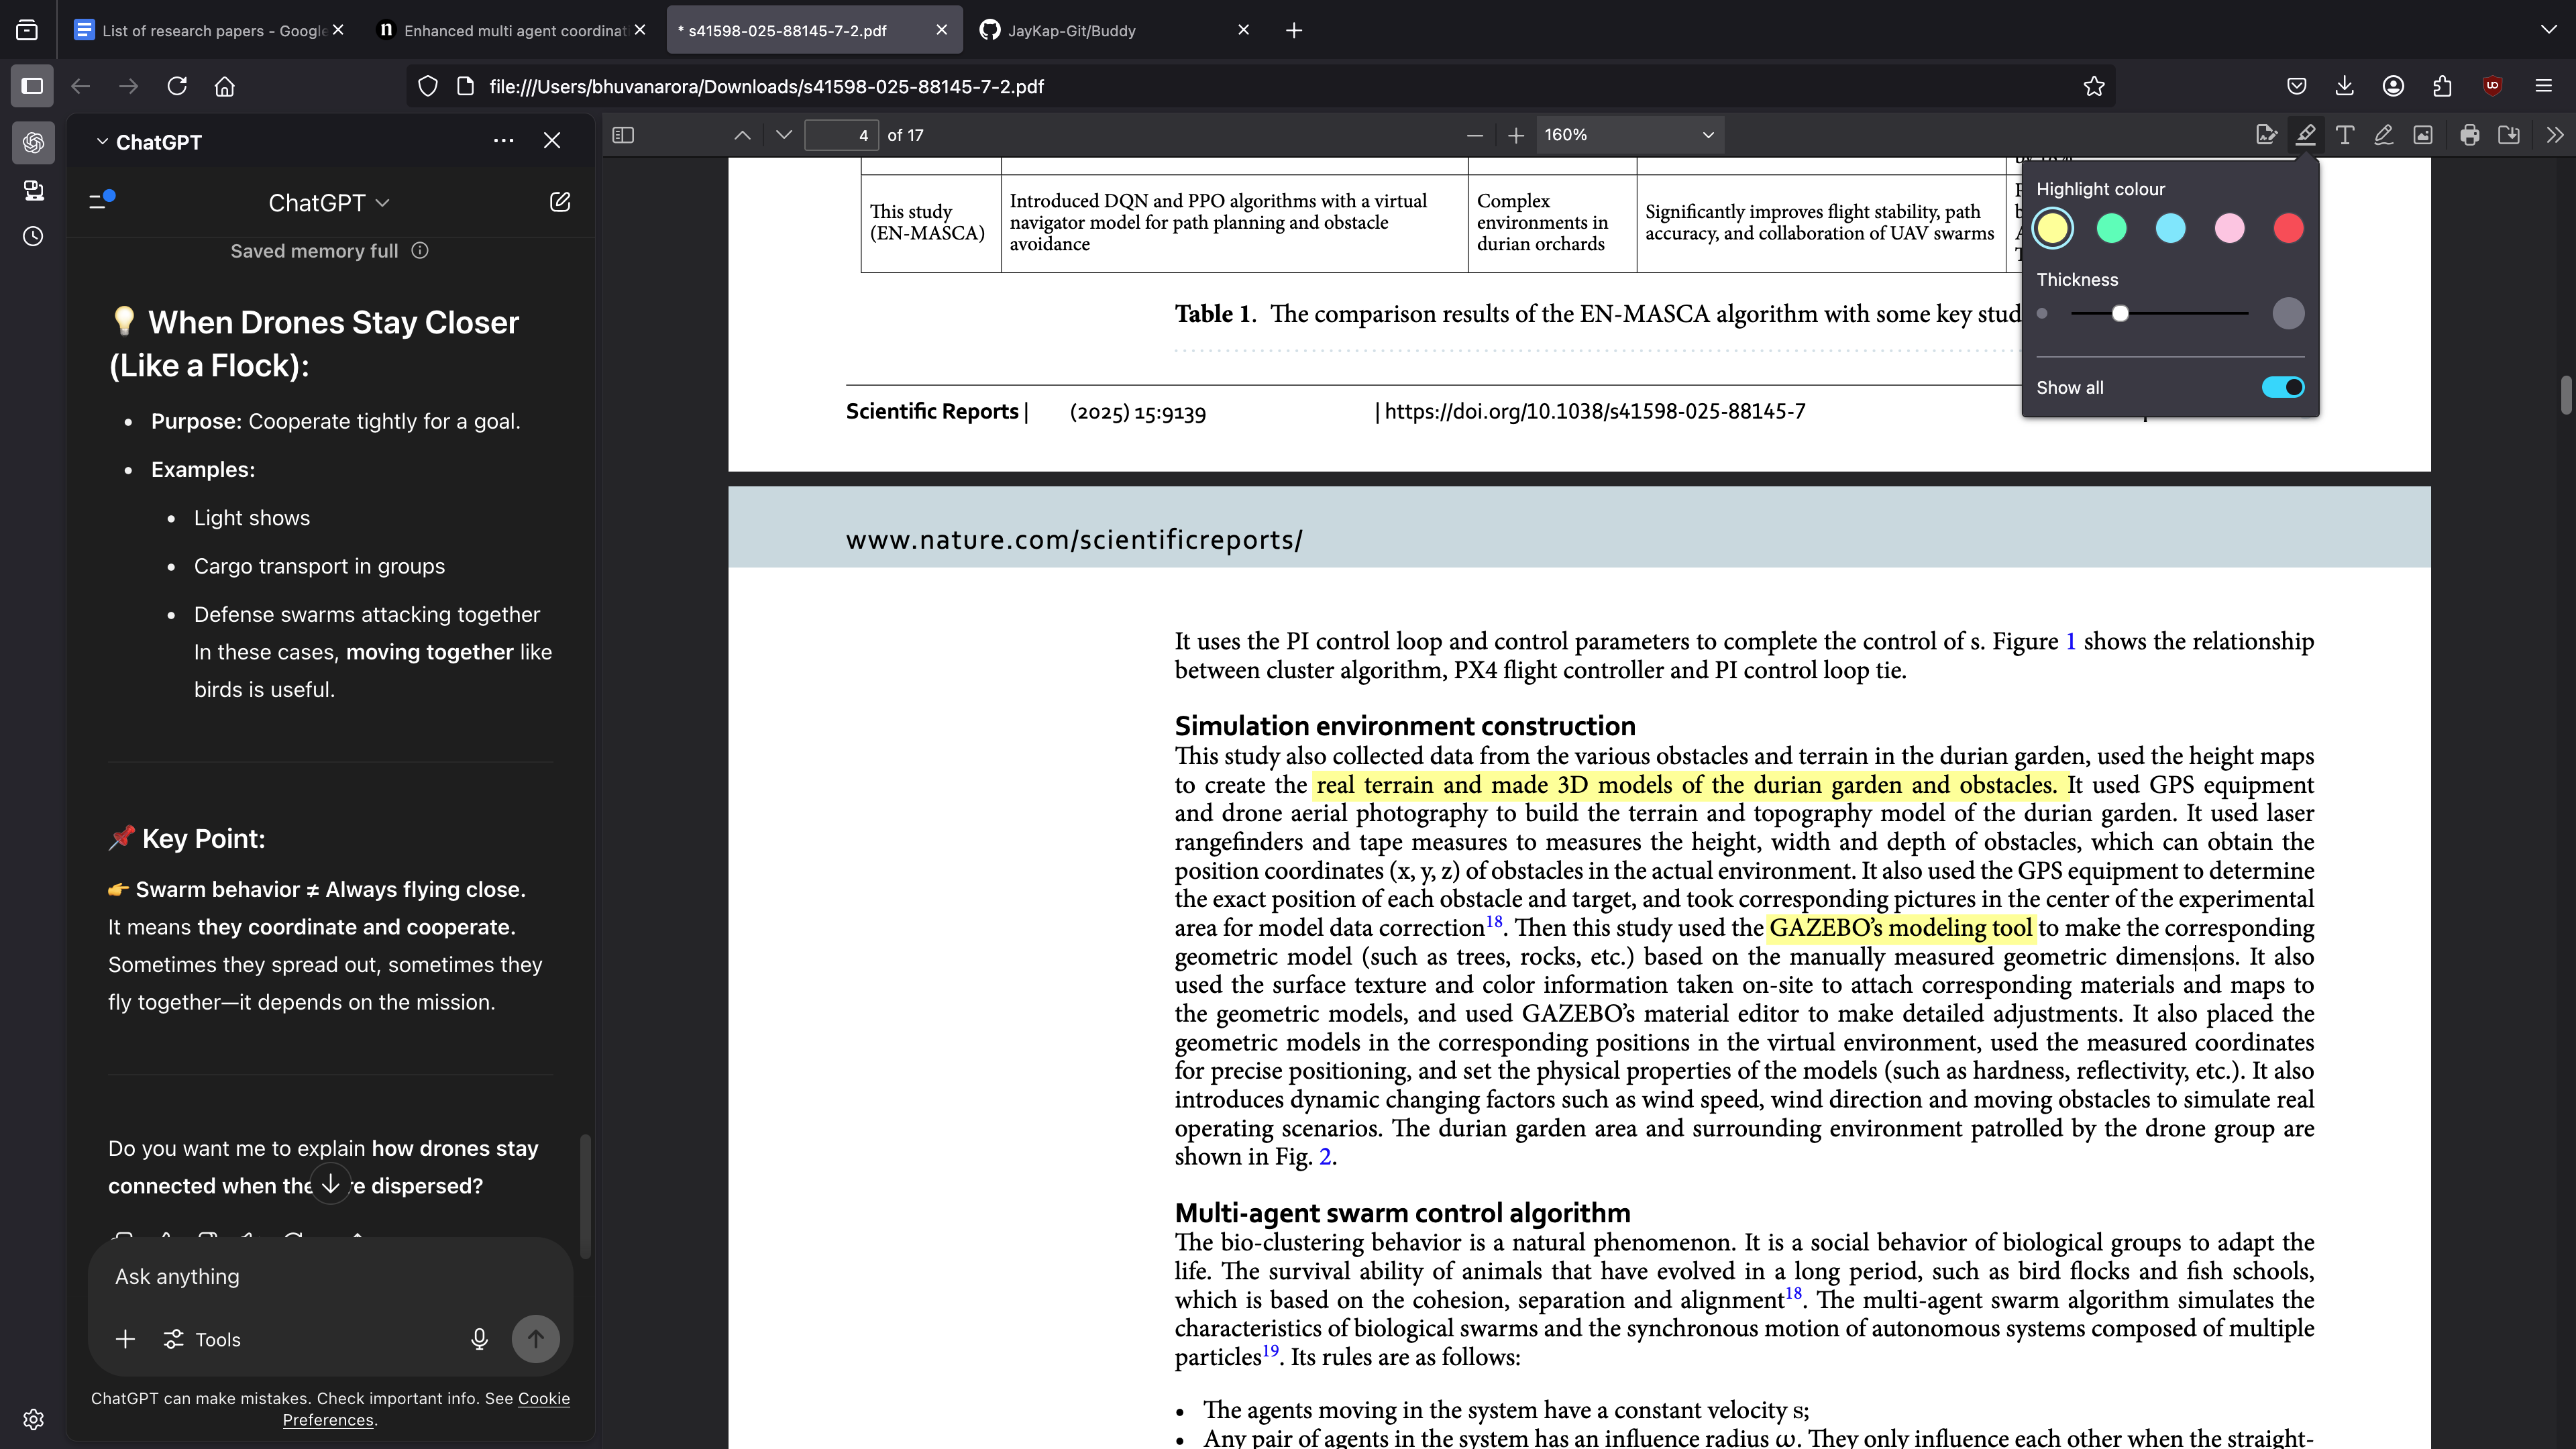 List of research papers - Google
Enhanced multi agent coordinat
* s41598-025-88145-7-2.pdf
JayKap-Git/Buddy
file:///Users/bhuvanarora/Downloads/s41598-025-88145-7-2.pdf
ChatGPT
4 of 17
160%
ChatGPT
Saved memory full
💡 When Drones Stay Closer
(Like a Flock):
• Purpose: Cooperate tightly for a goal.
• Examples:
• Light shows
• Cargo transport in groups
• Defense swarms attacking together
In these cases, moving together like
birds is useful.
📌 Key Point:
👉 Swarm behavior ≠ Always flying close.
It means they coordinate and cooperate.
Sometimes they spread out, sometimes they
fly together—it depends on the mission.
Do you want me to explain how drones stay
connected when the re dispersed?
Ask anything
Tools
ChatGPT can make mistakes. Check important info. See Cookie
Preferences.
This study
(EN-MASCA)
Introduced DQN and PPO algorithms with a virtual
navigator model for path planning and obstacle
avoidance
Complex
environments in
durian orchards
Significantly improves flight stability, path
accuracy, and collaboration of UAV swarms
Highlight colour
Thickness
Show all
Table 1. The comparison results of the EN-MASCA algorithm with some key stud
Scientific Reports | (2025) 15:9139 | https://doi.org/10.1038/s41598-025-88145-7
www.nature.com/scientificreports/
It uses the PI control loop and control parameters to complete the control of s. Figure 1 shows the relationship
between cluster algorithm, PX4 flight controller and PI control loop tie.
Simulation environment construction
This study also collected data from the various obstacles and terrain in the durian garden, used the height maps
to create the real terrain and made 3D models of the durian garden and obstacles. It used GPS equipment
and drone aerial photography to build the terrain and topography model of the durian garden. It used laser
rangefinders and tape measures to measures the height, width and depth of obstacles, which can obtain the
position coordinates (x, y, z) of obstacles in the actual environment. It also used the GPS equipment to determine
the exact position of each obstacle and target, and took corresponding pictures in the center of the experimental
area for model data correction18. Then this study used the GAZEBO’s modeling tool to make the corresponding
geometric model (such as trees, rocks, etc.) based on the manually measured geometric dimensions. It also
used the surface texture and color information taken on-site to attach corresponding materials and maps to
the geometric models, and used GAZEBO’s material editor to make detailed adjustments. It also placed the
geometric models in the corresponding positions in the virtual environment, used the measured coordinates
for precise positioning, and set the physical properties of the models (such as hardness, reflectivity, etc.). It also
introduces dynamic changing factors such as wind speed, wind direction and moving obstacles to simulate real
operating scenarios. The durian garden area and surrounding environment patrolled by the drone group are
shown in Fig. 2.
Multi-agent swarm control algorithm
The bio-clustering behavior is a natural phenomenon. It is a social behavior of biological groups to adapt the
life. The survival ability of animals that have evolved in a long period, such as bird flocks and fish schools,
which is based on the cohesion, separation and alignment18. The multi-agent swarm algorithm simulates the
characteristics of biological swarms and the synchronous motion of autonomous systems composed of multiple
particles19. Its rules are as follows:
• The agents moving in the system have a constant velocity s;
• Any pair of agents in the system has an influence radius ω. They only influence each other when the straight-